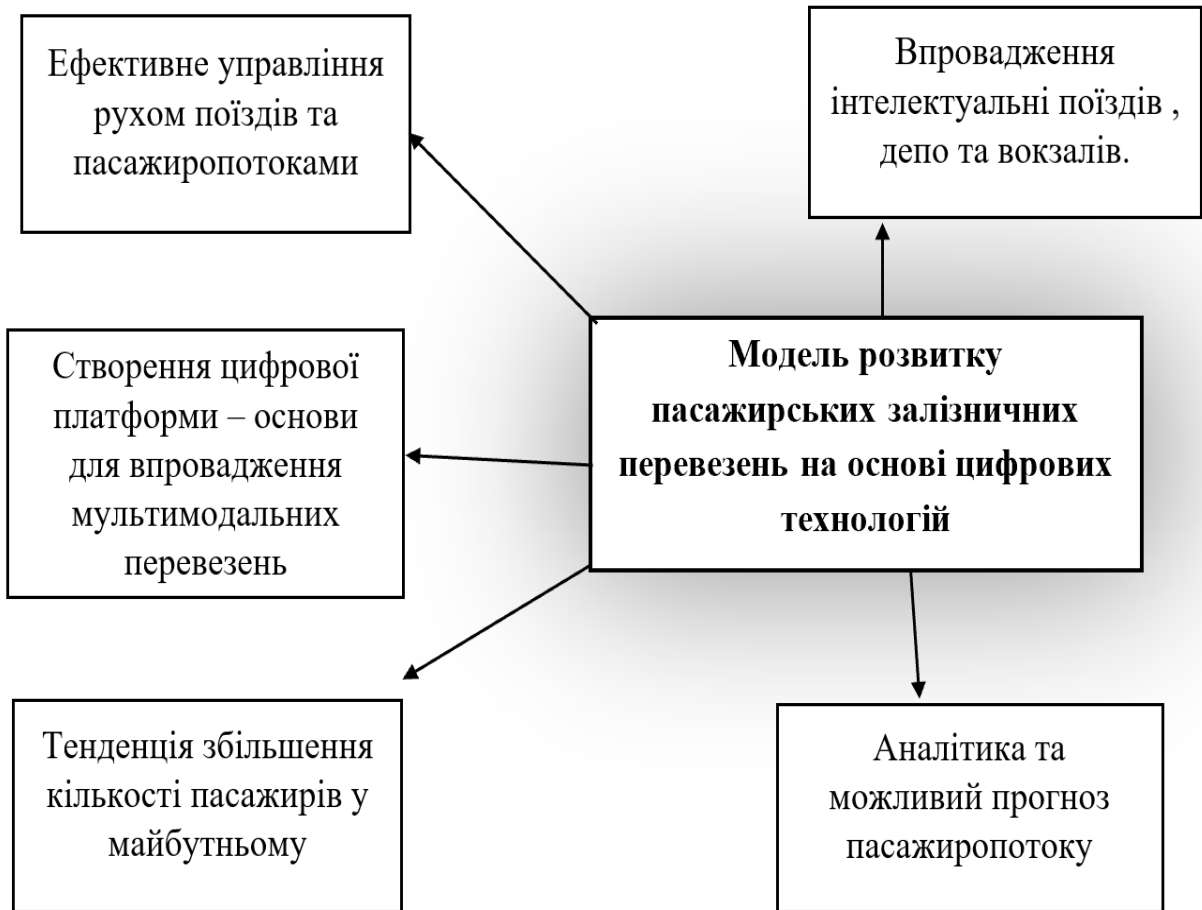 Ефективне управління
рухом поїздів та
пасажиропотоками
Впровадження
інтелектуальні поїздів ,
депо та вокзалів.
Створення цифрової
платформи – основи
для впровадження
мультимодальних
перевезень
Модель розвитку
пасажирських залізничних
перевезень на основі цифрових
технологій
Тенденція збільшення
кількості пасажирів у
майбутньому
Аналітика та
можливий прогноз
пасажиропотоку